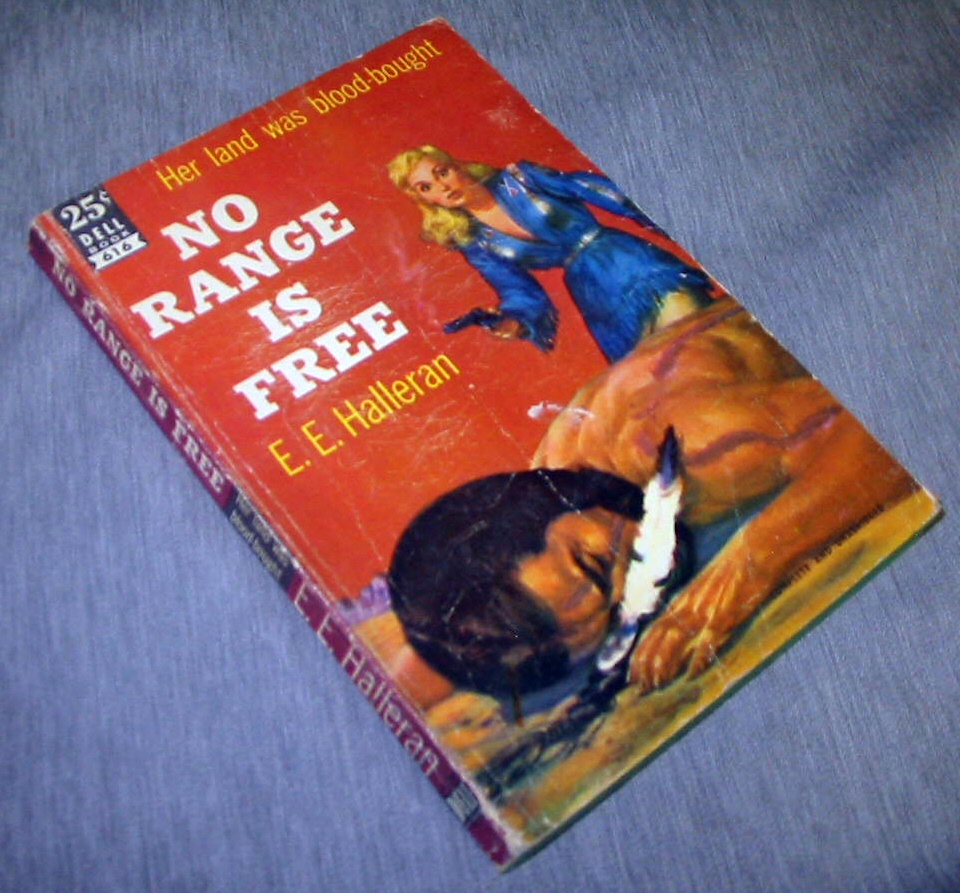 Her land was blood-bought
25¢
DELL
BOOK
616
NO
RANGE
IS
FREE
E. E. Halleran
NO RANGE IS FREE
E. E. Halleran